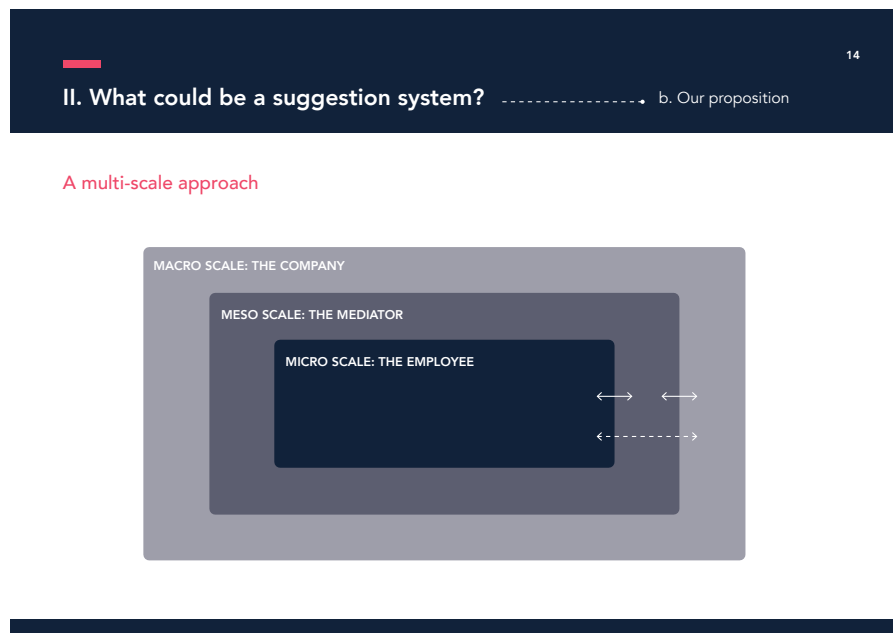 14
II. What could be a suggestion system? b. Our proposition
A multi-scale approach
MACRO SCALE: THE COMPANY
MESO SCALE: THE MEDIATOR
MICRO SCALE: THE EMPLOYEE